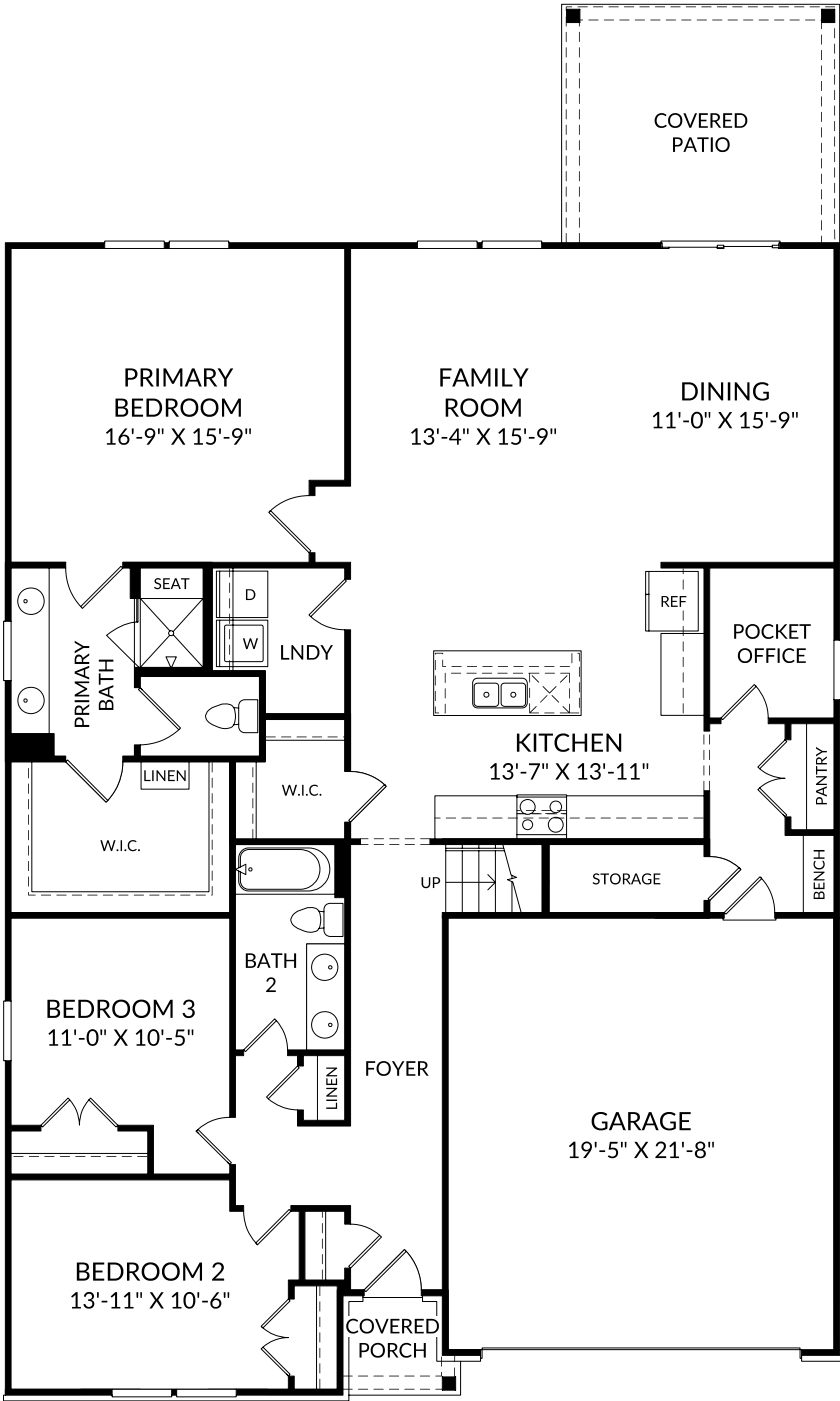 COVERED
PATIO
PRIMARY
BEDROOM
16'-9" X 15'-9"
FAMILY
ROOM
13'-4" X 15'-9"
DINING
11'-0" X 15'-9"
SEAT
D
W
LNDY
PRIMARY
BATH
REF
POCKET
OFFICE
KITCHEN
13'-7" X 13'-11"
LINEN
W.I.C.
W.I.C.
PANTRY
UP
STORAGE
BENCH
BATH
2
BEDROOM 3
11'-0" X 10'-5"
LINEN
FOYER
GARAGE
19'-5" X 21'-8"
BEDROOM 2
13'-11" X 10'-6"
COVERED
PORCH